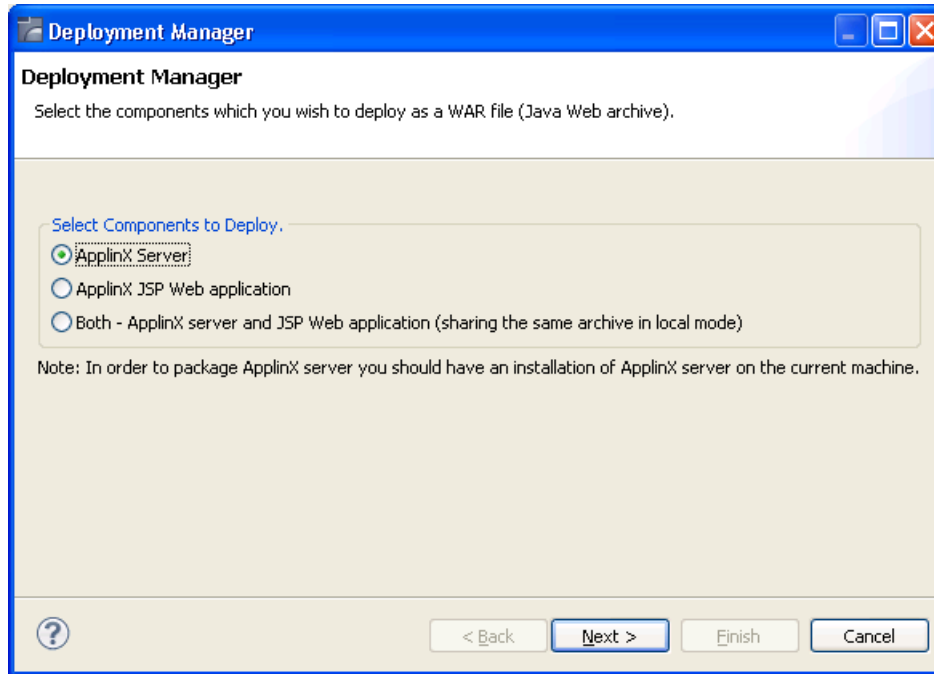 Deployment Manager
Deployment Manager
Select the components which you wish to deploy as a WAR file (Java Web archive).
Select Components to Deploy.
ApplinX Server
ApplinX JSP Web application
Both - ApplinX server and JSP Web application (sharing the same archive in local mode)
Note: In order to package ApplinX server you should have an installation of ApplinX server on the current machine.
? < Back Next > Finish Cancel